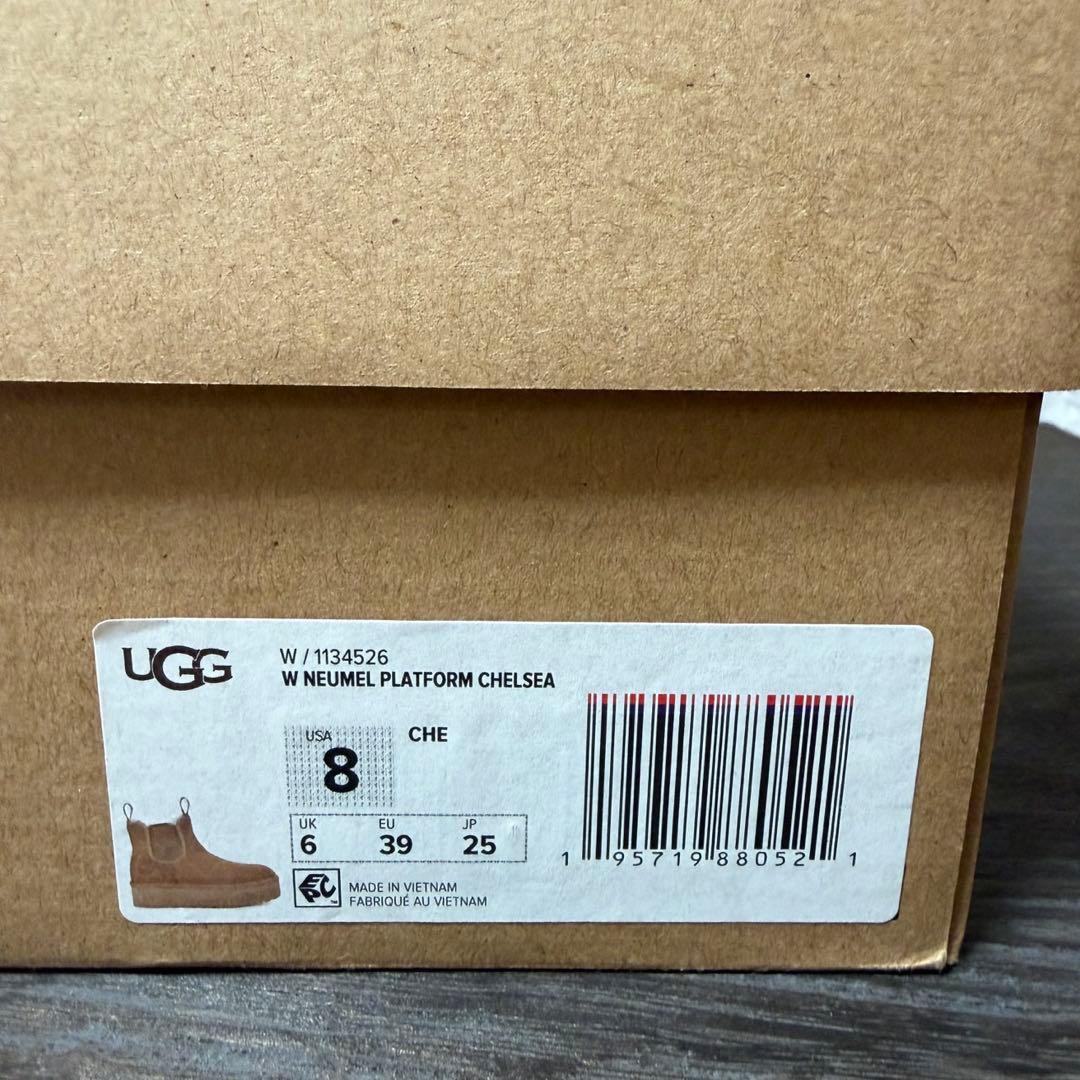 UGG
W / 1134526
W NEUMEL PLATFORM CHELSEA
USA
8
CHE
UK EU JP
6 39 25
EPC
MADE IN VIETNAM
FABRIQUÉ AU VIETNAM
1 95719 88052 1